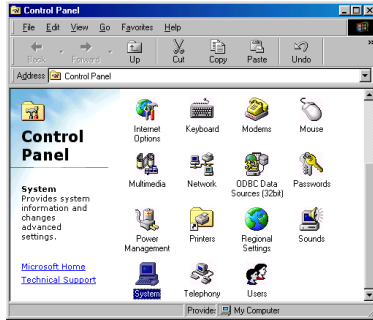 Control Panel
File Edit View Go Favorites Help
Back Forward Up Cut Copy Paste Undo
Address Control Panel
Control
Panel
System
Provides system
information and
changes
advanced
settings.
Microsoft Home
Technical Support
Internet
Options
Keyboard
Modems
Mouse
Multimedia
Network
ODBC Data
Sources (32bit)
Passwords
Power
Management
Printers
Regional
Settings
Sounds
System
Telephony
Users
Provides My Computer